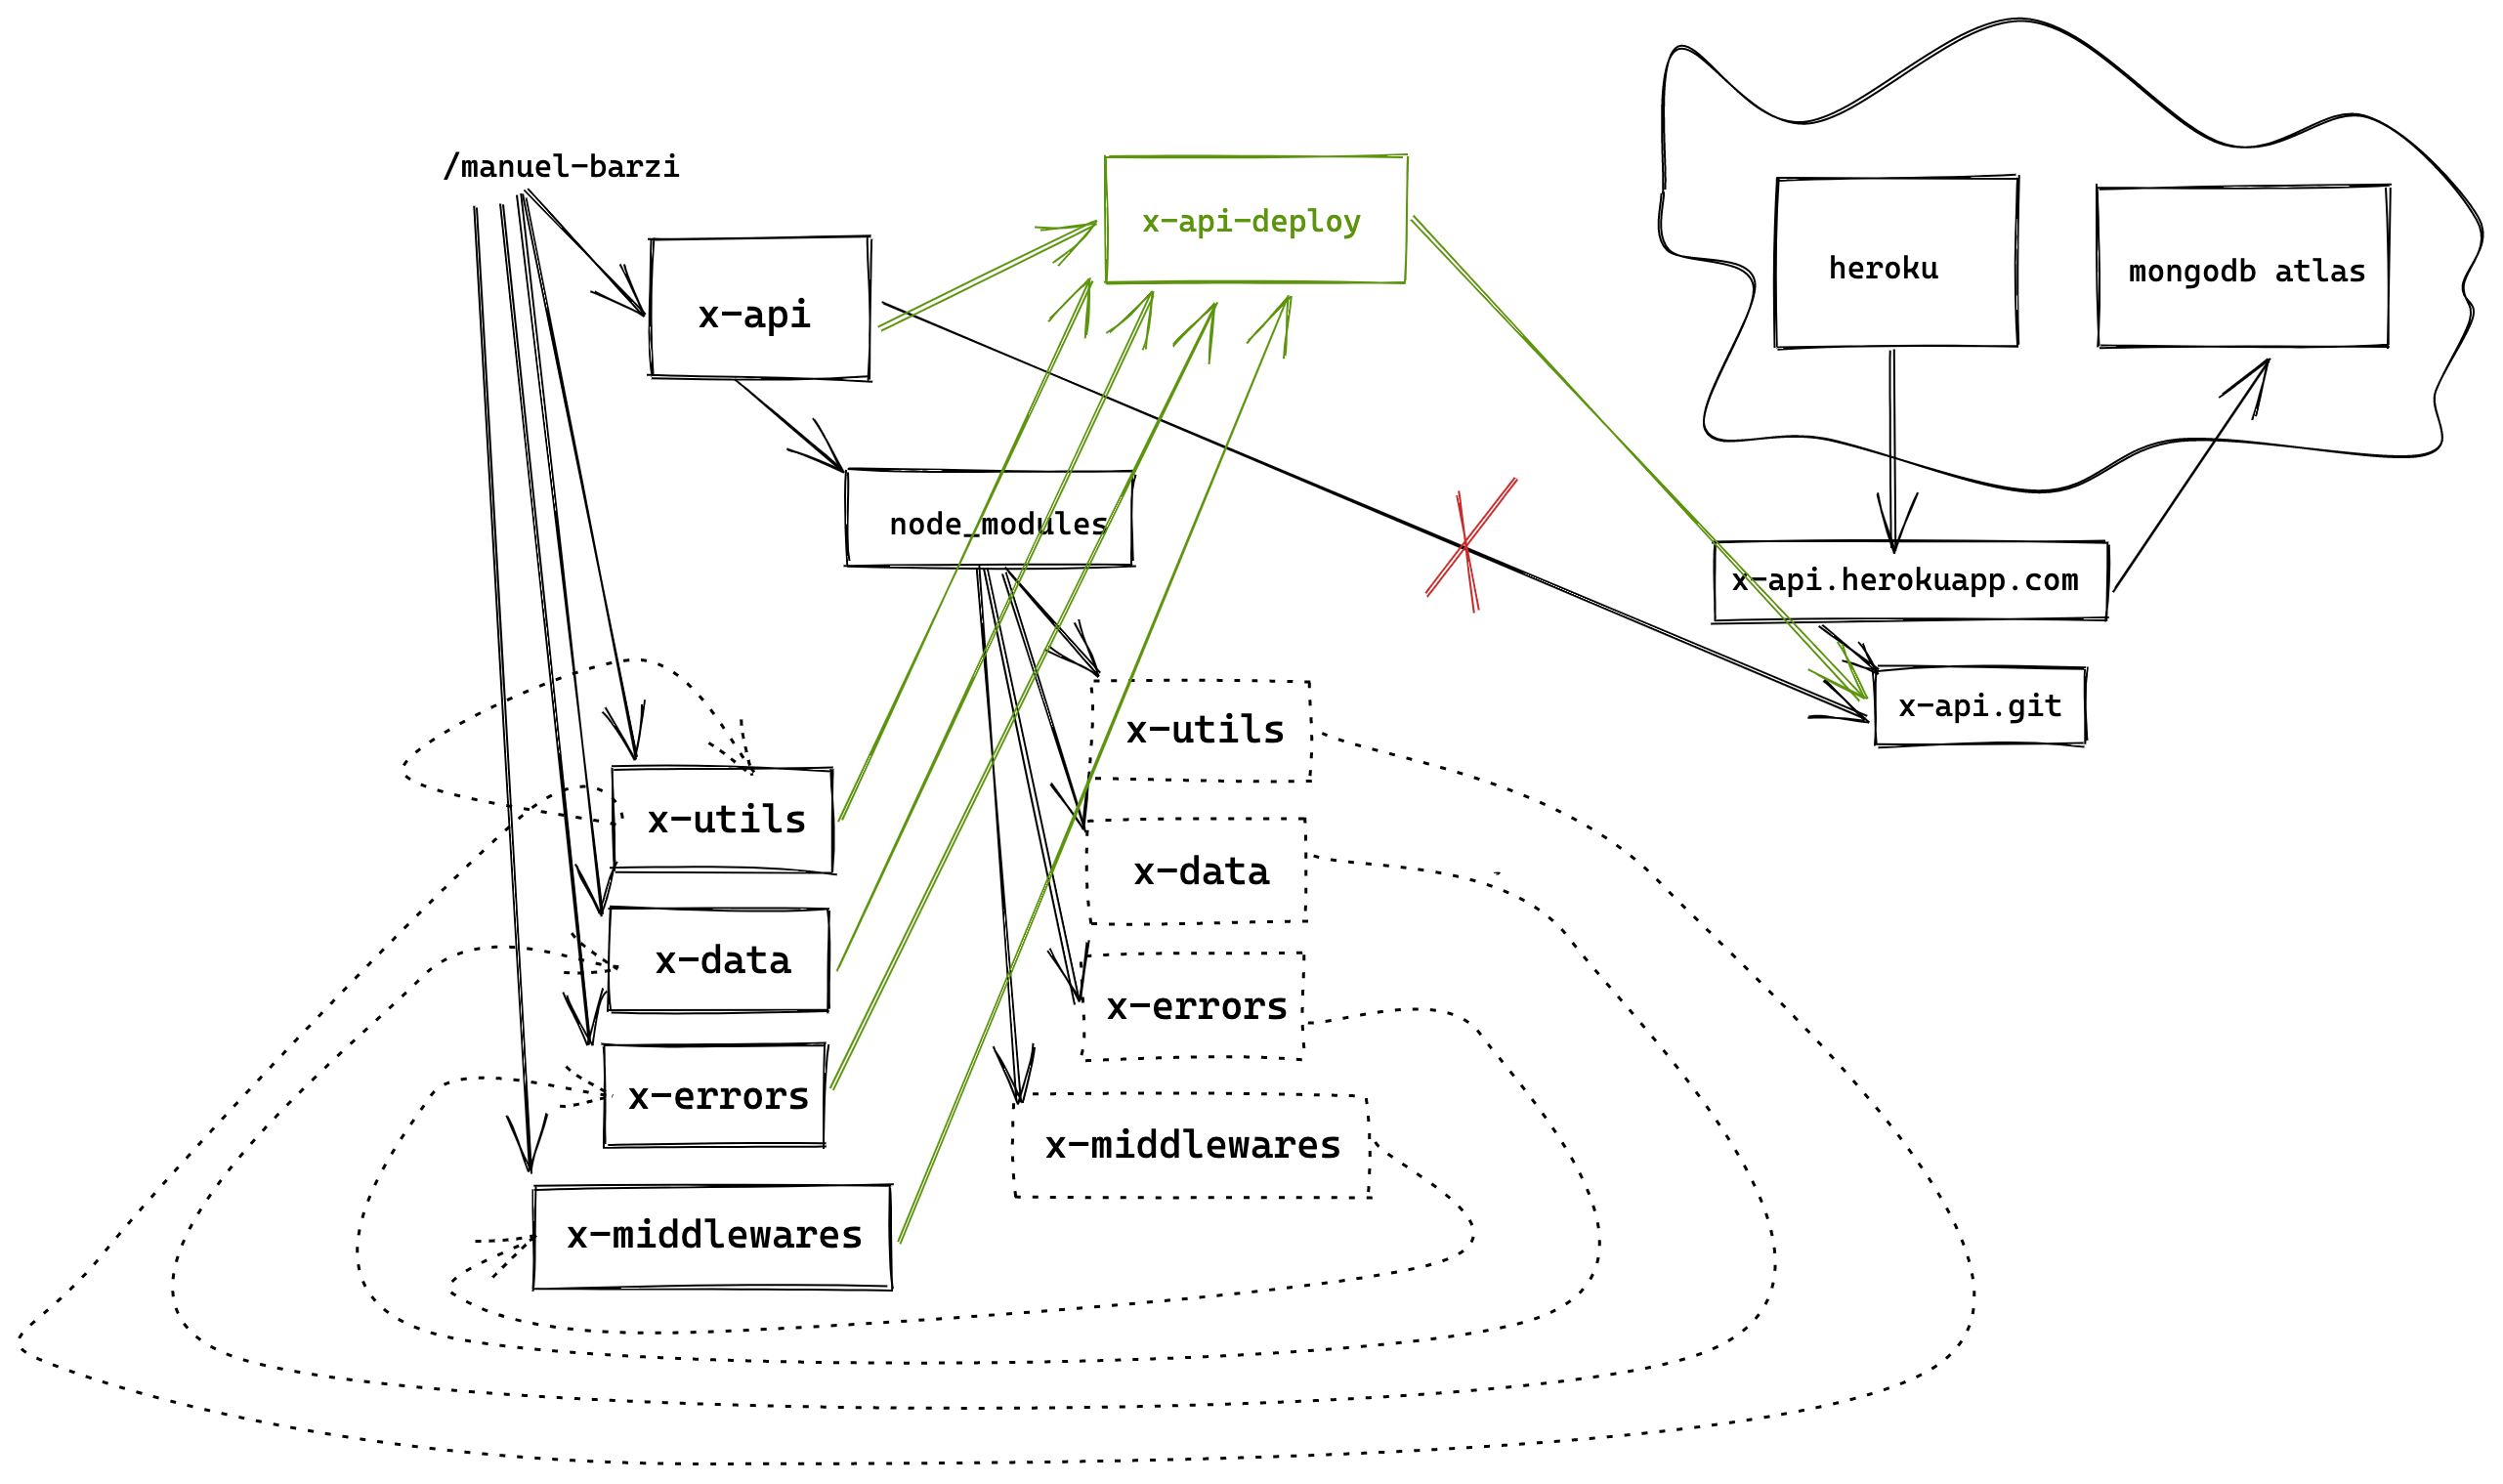 /manuel-barzi
x-api-deploy
heroku
mongodb atlas
x-api
node_modules
x-api.herokuapp.com
x-api.git
x-utils
x-utils
x-data
x-data
x-errors
x-errors
x-middlewares
x-middlewares